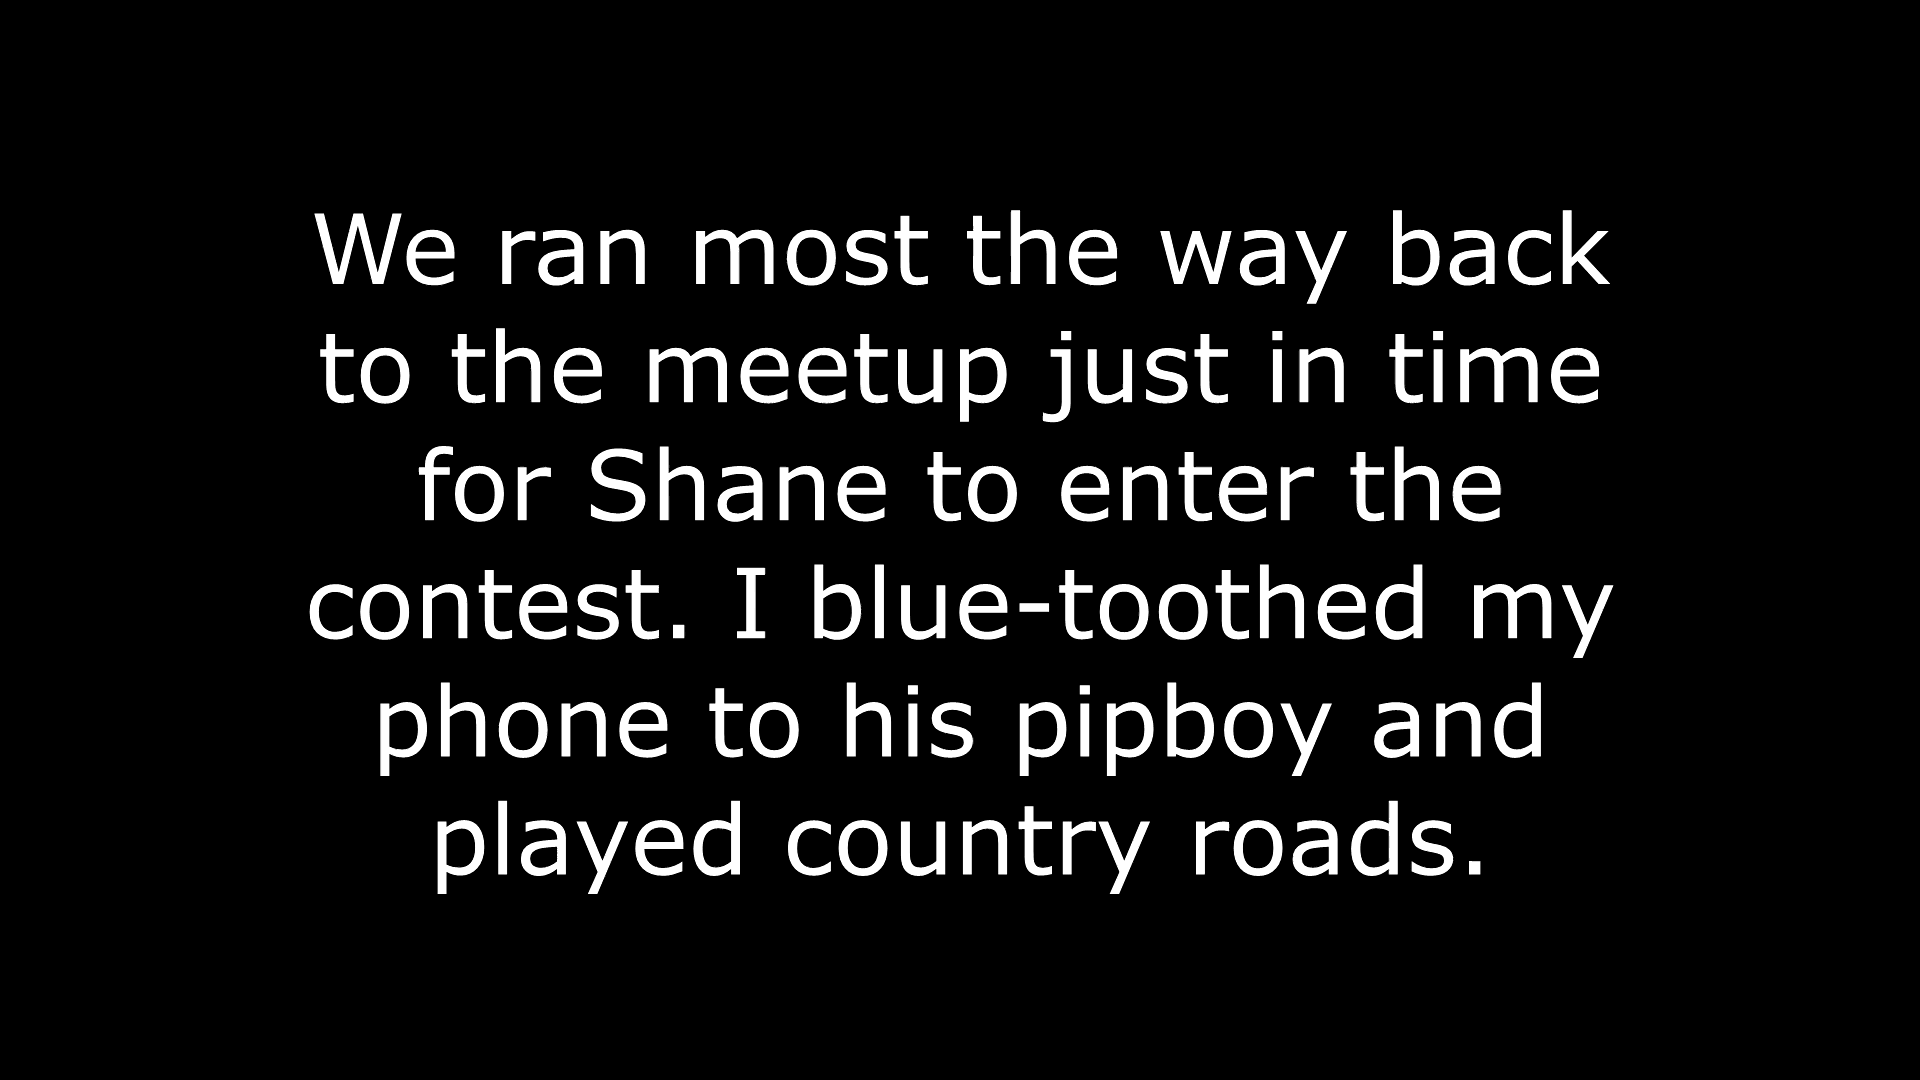 We ran most the way back
to the meetup just in time
for Shane to enter the
contest. I blue-toothed my
phone to his pipboy and
played country roads.